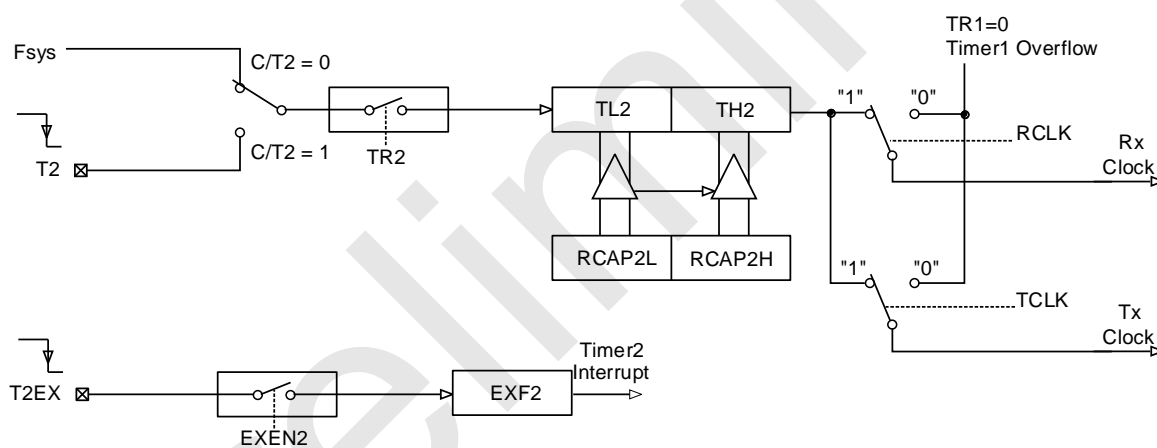 TR1=0
Timer1 Overflow
Fsys
C/T2 = 0
"1"
"0"
TL2
TH2
TR2
RCLK
Rx
Clock
C/T2 = 1
T2
RCAP2L
RCAP2H
"1"
"0"
TCLK
Tx
Clock
Timer2
Interrupt
T2EX
EXF2
EXEN2